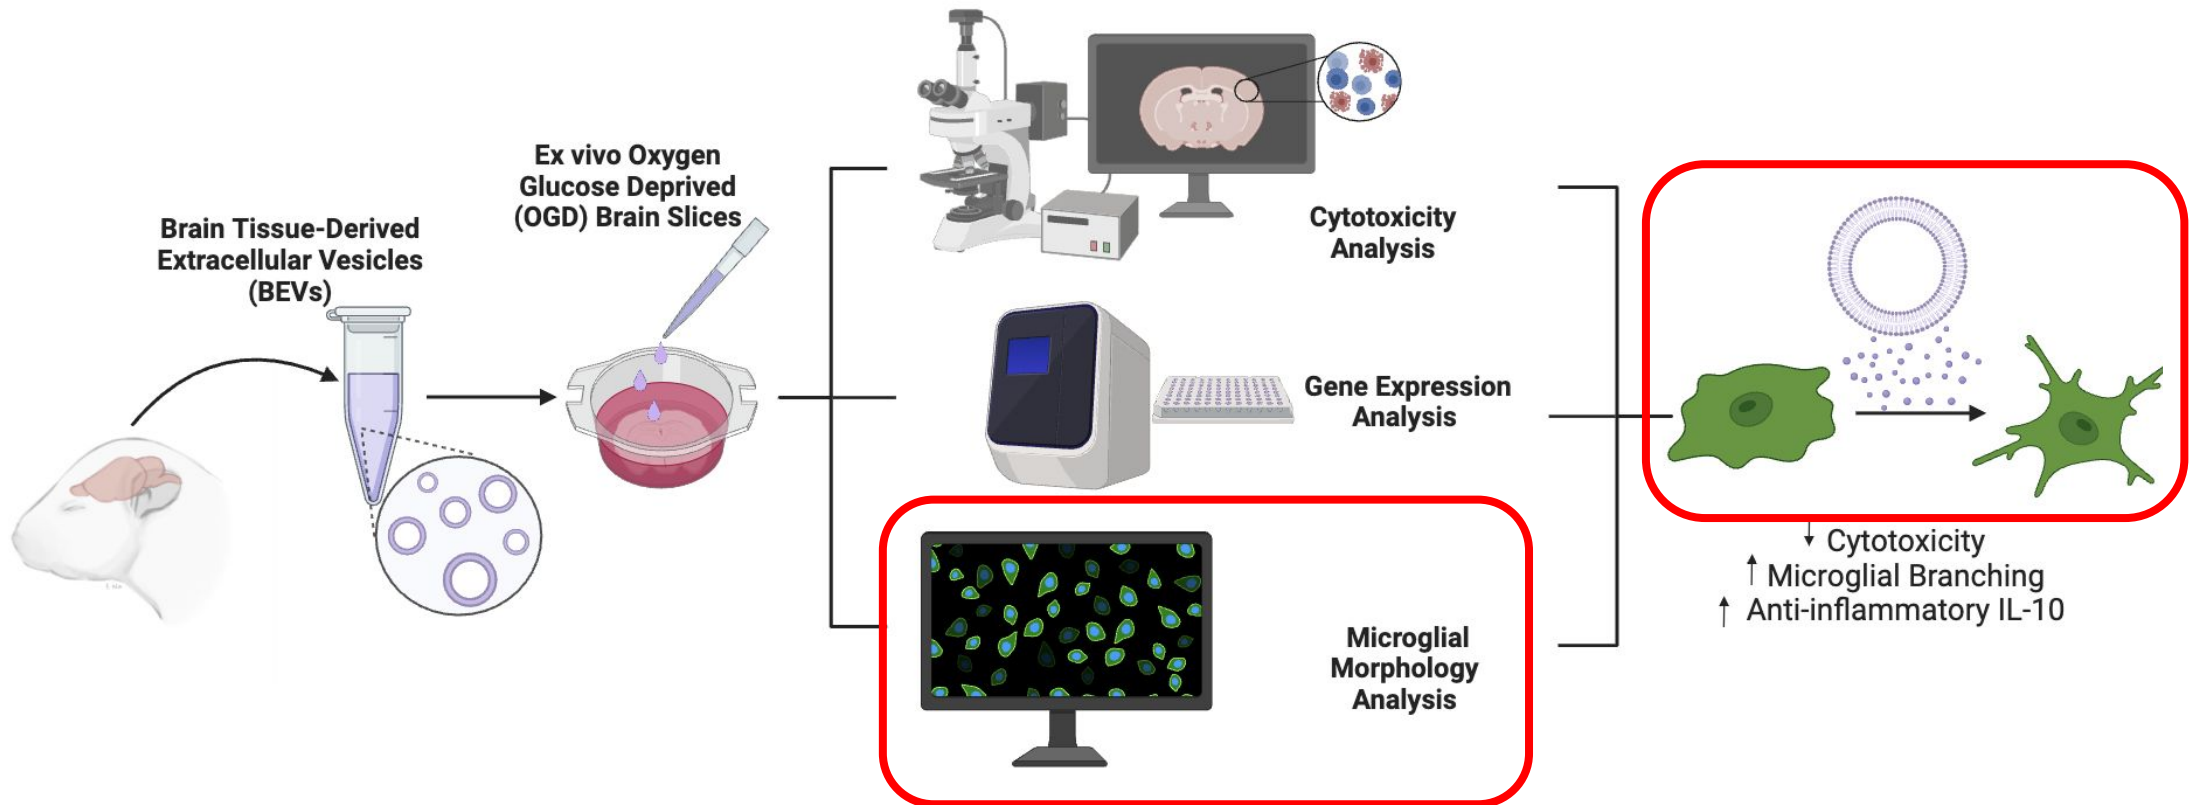 Brain Tissue-Derived
Extracellular Vesicles
(BEVs)
Ex vivo Oxygen
Glucose Deprived
(OGD) Brain Slices
Cytotoxicity
Analysis
Gene Expression
Analysis
Microglial
Morphology
Analysis
Cytotoxicity
Microglial Branching
Anti-inflammatory IL-10